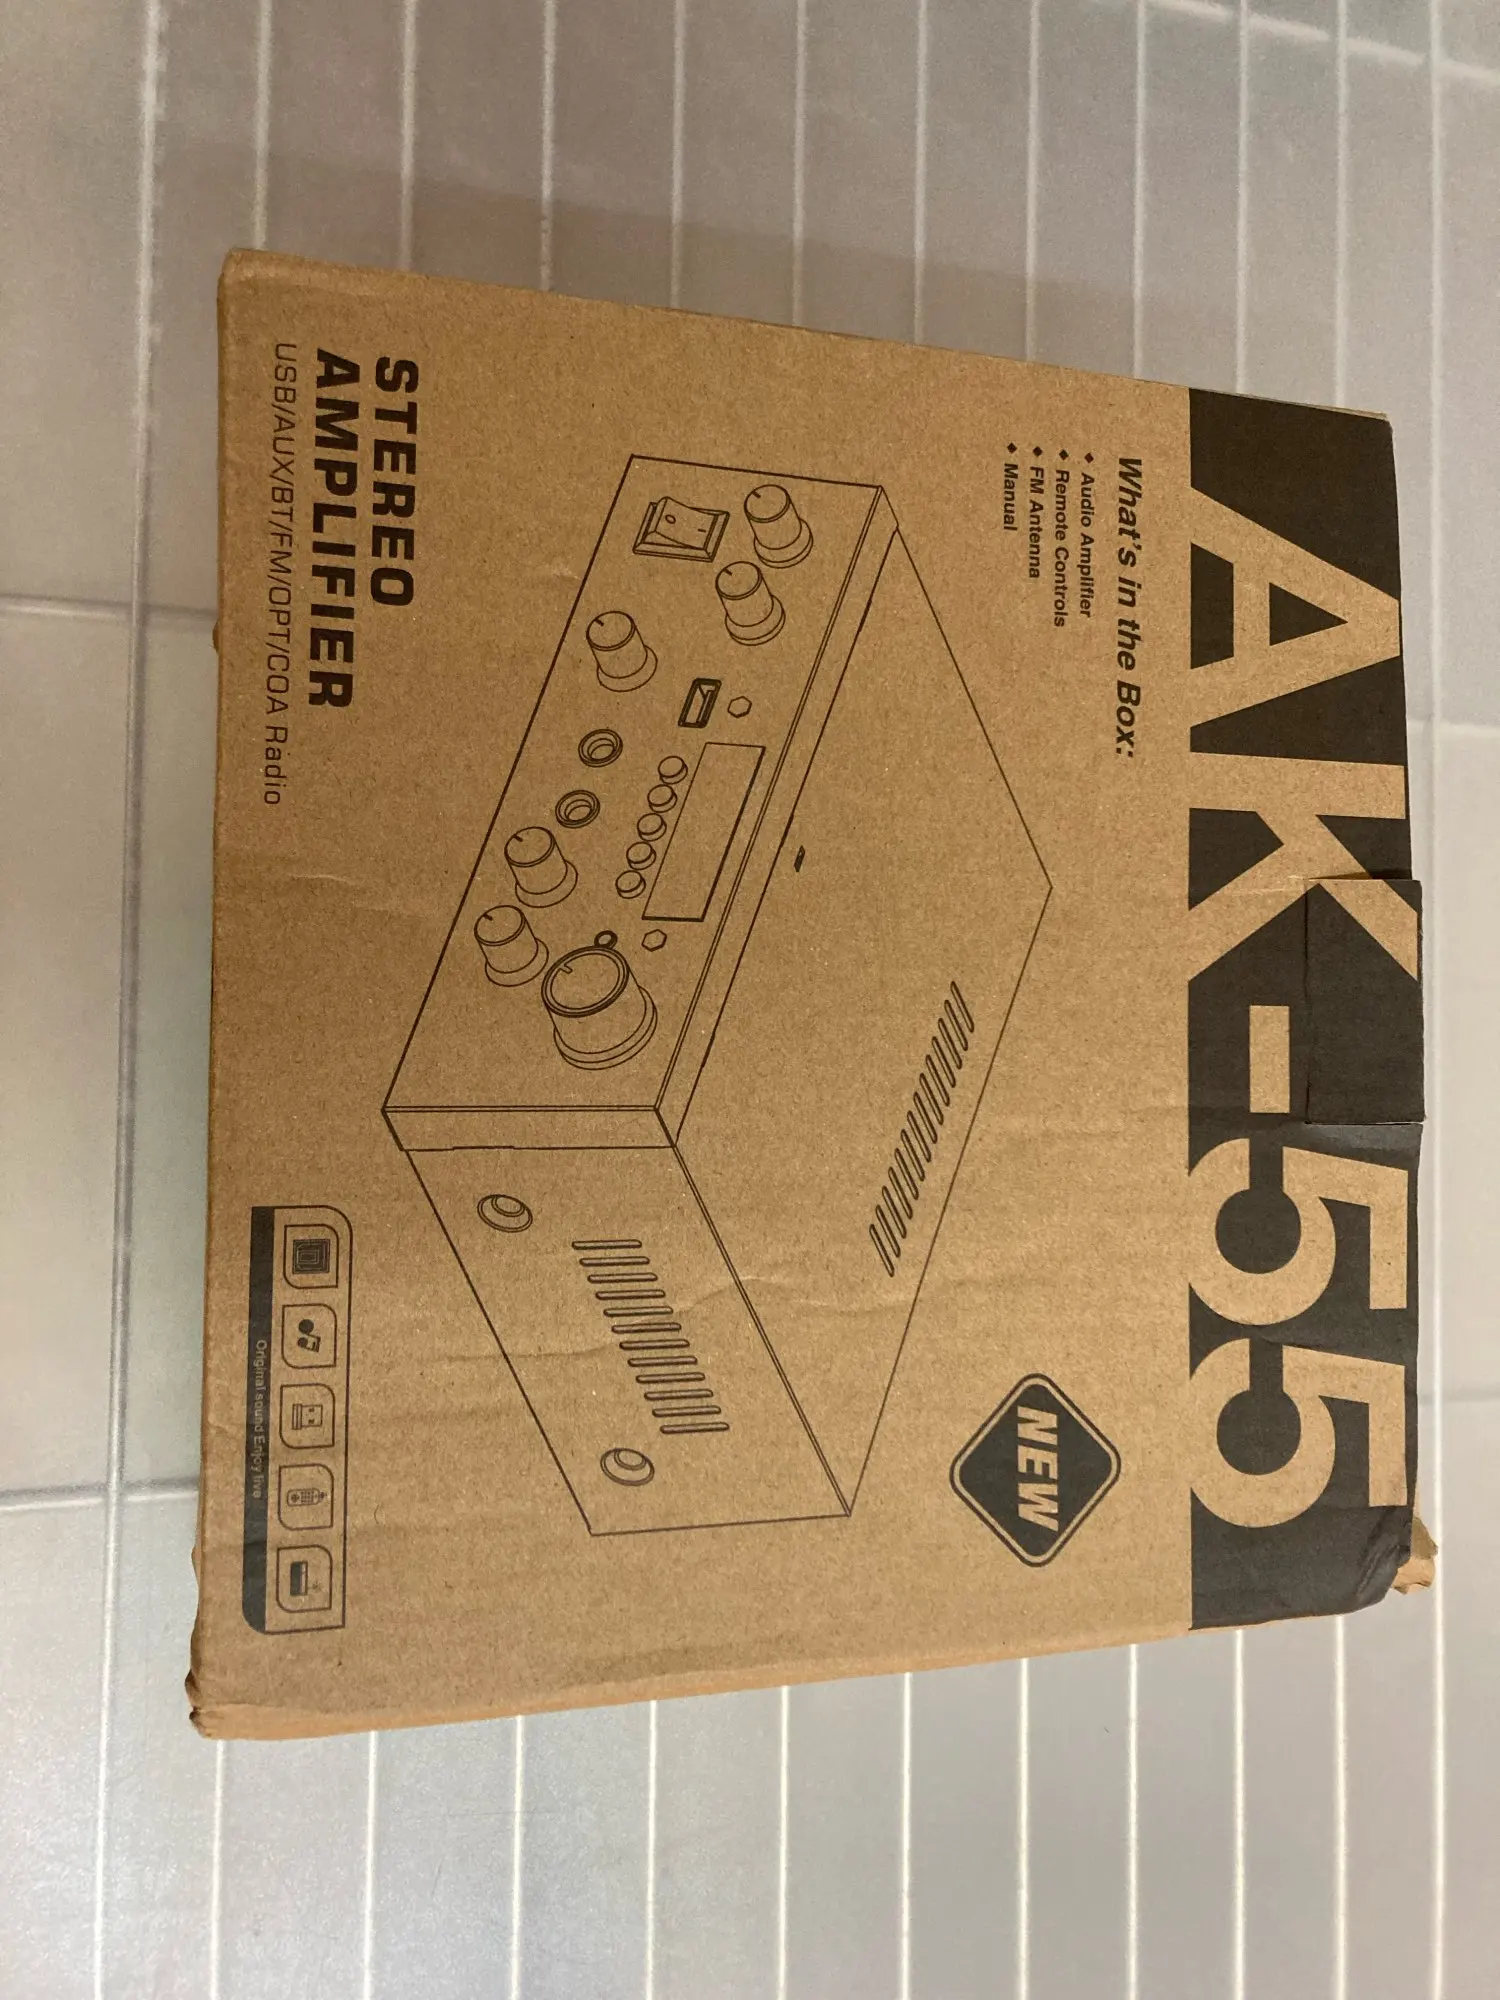 AK-55
What's in the Box:
◆ Audio Amplifier
◆ Remote Controls
◆ FM Antenna
◆ Manual
NEW
STEREO
AMPLIFIER
USB/AUX/BT/FM/OPT/COA Radio
Original sound Enjoy live